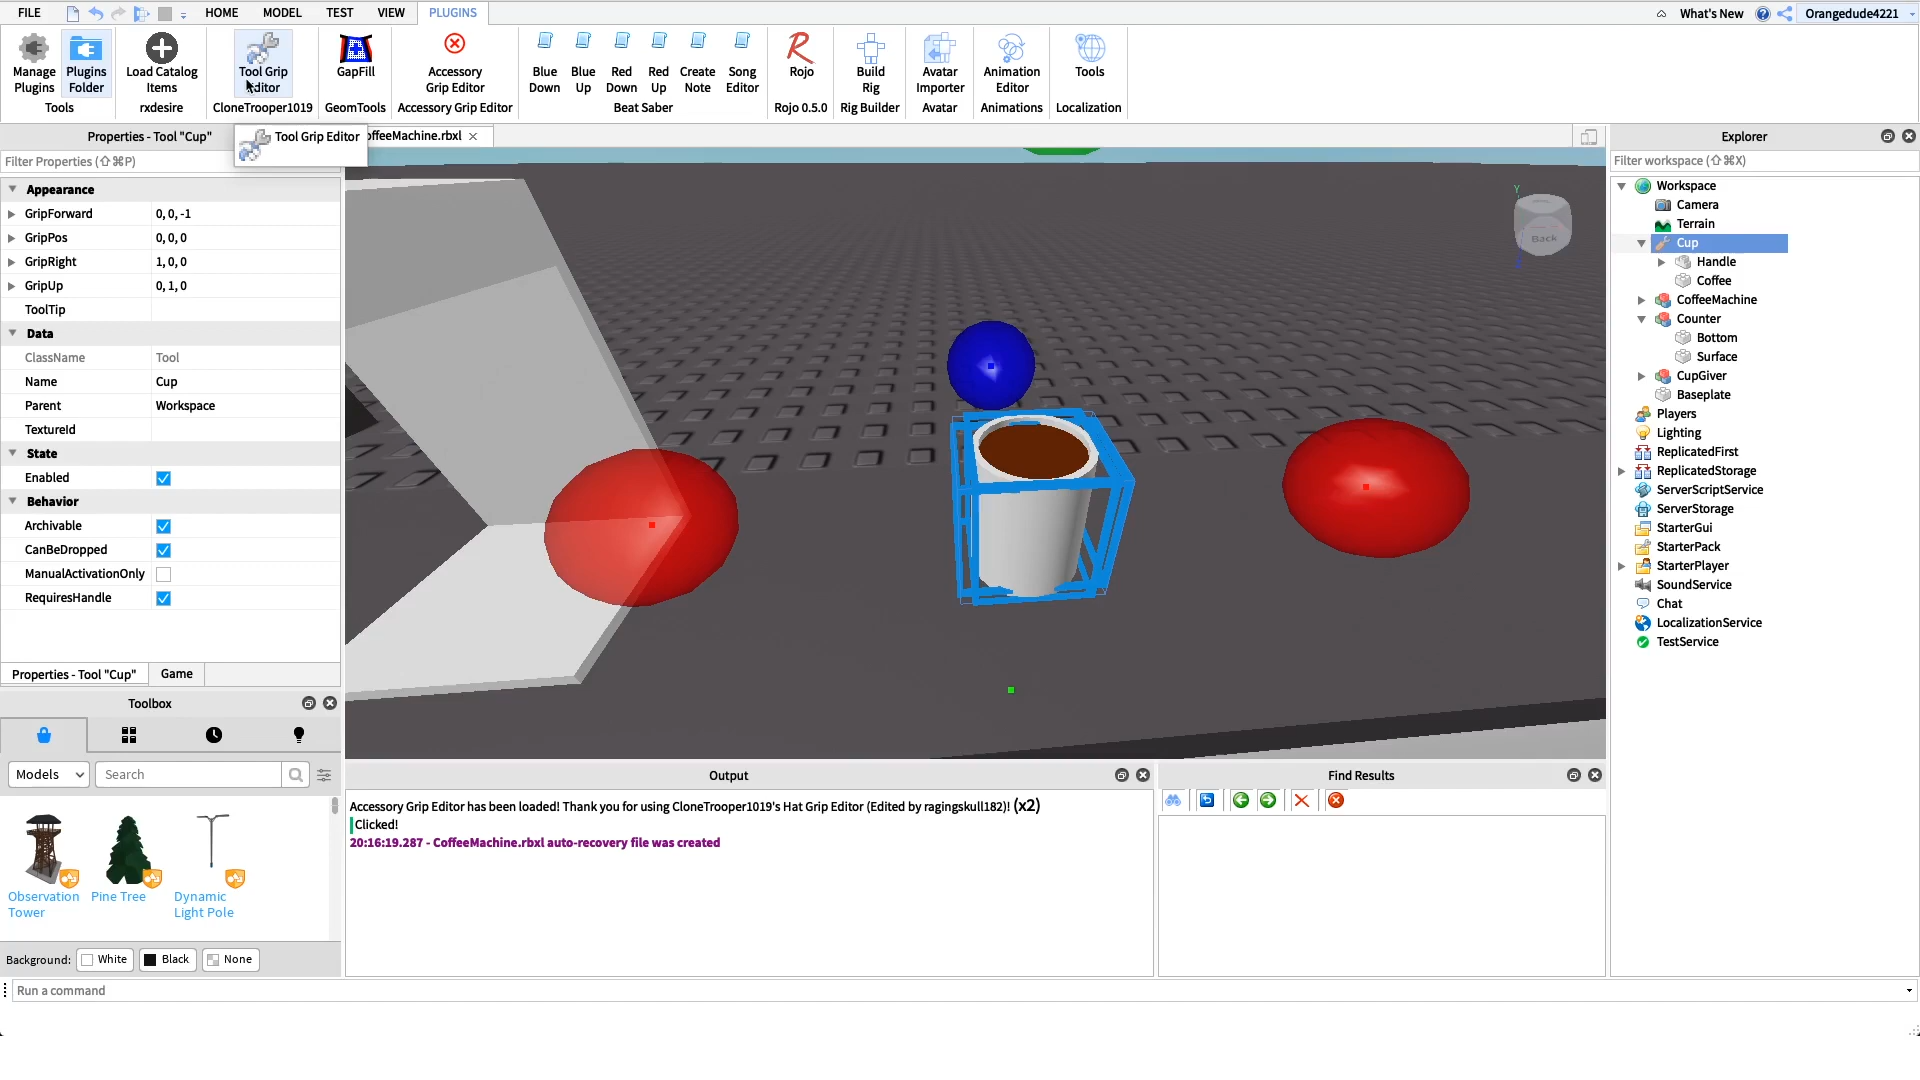 FILE HOME MODEL TEST VIEW PLUGINS What's New Orangedude4221
Manage Plugins
Plugins Folder
Tools
Load Catalog Items
rxdesire
Tool Grip Editor
CloneTrooper1019
GapFill
GeomTools
Accessory Grip Editor
Accessory Grip Editor
Blue Down
Blue Up
Red Down
Red Up
Create Note
Song Editor
Beat Saber
Rojo
Rojo 0.5.0
Build Rig
Rig Builder
Avatar Importer
Avatar
Animation Editor
Animations
Tools
Localization
Properties - Tool "Cup"
Filter Properties (⇧⌘P)
Tool Grip Editor
offeeMachine.rbxl
Appearance
GripForward 0, 0, -1
GripPos 0, 0, 0
GripRight 1, 0, 0
GripUp 0, 1, 0
ToolTip
Data
ClassName Tool
Name Cup
Parent Workspace
TextureId
State
Enabled
Behavior
Archivable
CanBeDropped
ManualActivationOnly
RequiresHandle
Properties - Tool "Cup" Game
Toolbox
Models Search
Observation Tower
Pine Tree
Dynamic Light Pole
Background: White Black None
Y
Back
Output
Accessory Grip Editor has been loaded! Thank you for using CloneTrooper1019's Hat Grip Editor (Edited by ragingskull182)! (x2)
Clicked!
20:16:19.287 - CoffeeMachine.rbxl auto-recovery file was created
Find Results
Explorer
Filter workspace (⇧⌘X)
Workspace
Camera
Terrain
Cup
Handle
Coffee
CoffeeMachine
Counter
Bottom
Surface
CupGiver
Baseplate
Players
Lighting
ReplicatedFirst
ReplicatedStorage
ServerScriptService
ServerStorage
StarterGui
StarterPack
StarterPlayer
SoundService
Chat
LocalizationService
TestService
Run a command